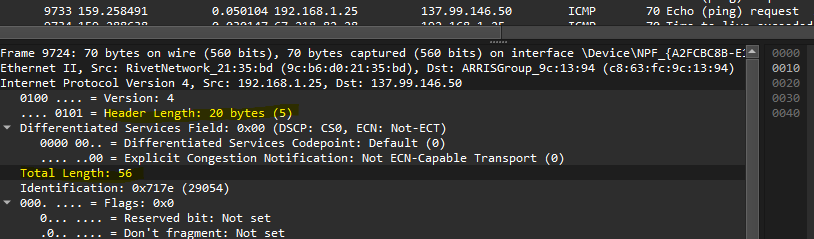 9733 159.258491 0.050104 192.168.1.25 137.99.146.50 ICMP 70 Echo (ping) request
Frame 9724: 70 bytes on wire (560 bits), 70 bytes captured (560 bits) on interface \Device\NPF_{A2FCBC8B-E
0000
Ethernet II, Src: RivetNetwork_21:35:bd (9c:b6:d0:21:35:bd), Dst: ARRISGroup_9c:13:94 (c8:63:fc:9c:13:94)
0010
Internet Protocol Version 4, Src: 192.168.1.25, Dst: 137.99.146.50
0020
0100 .... = Version: 4
0030
.... 0101 = Header Length: 20 bytes (5)
0040
Differentiated Services Field: 0x00 (DSCP: CS0, ECN: Not-ECT)
0000 00.. = Differentiated Services Codepoint: Default (0)
.... ..00 = Explicit Congestion Notification: Not ECN-Capable Transport (0)
Total Length: 56
Identification: 0x717e (29054)
000. .... = Flags: 0x0
0... .... = Reserved bit: Not set
.0.. .... = Don't fragment: Not set